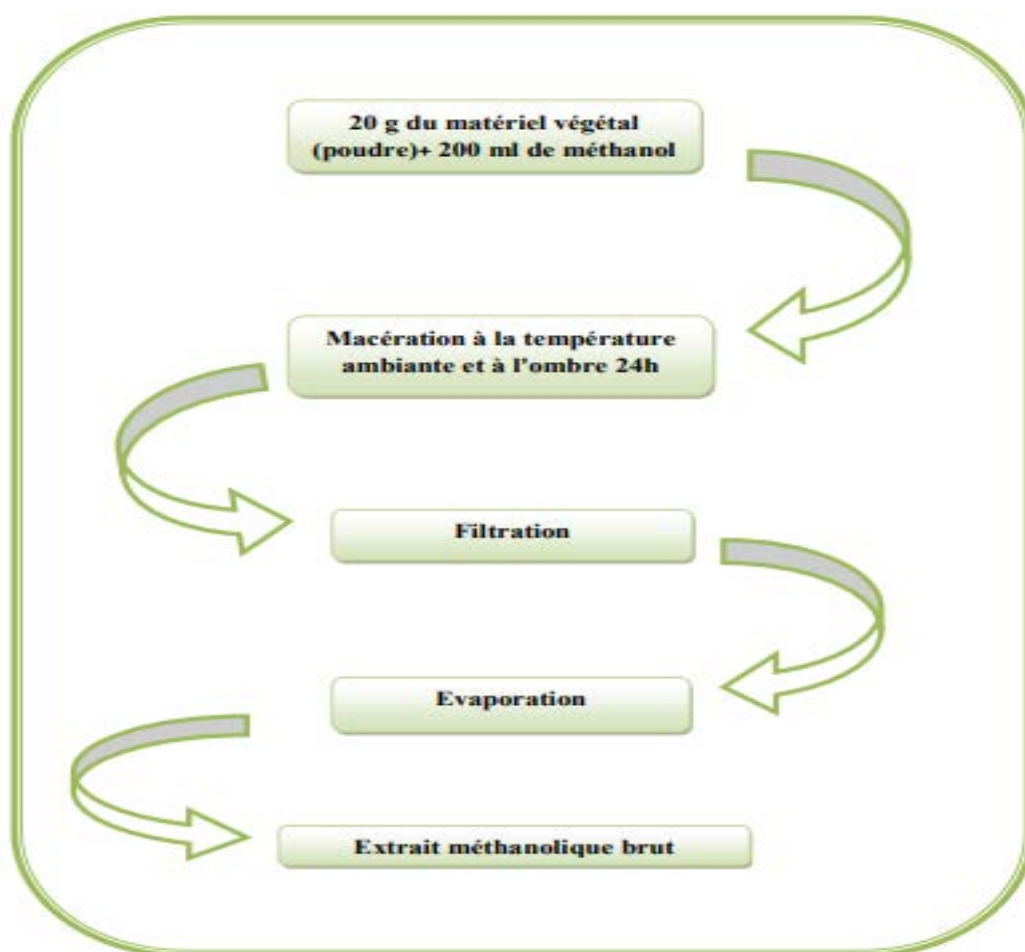 20 g du matériel végétal
(poudre)+ 200 ml de méthanol
Macération à la température
ambiante et à l'ombre 24h
Filtration
Evaporation
Extrait méthanolique brut